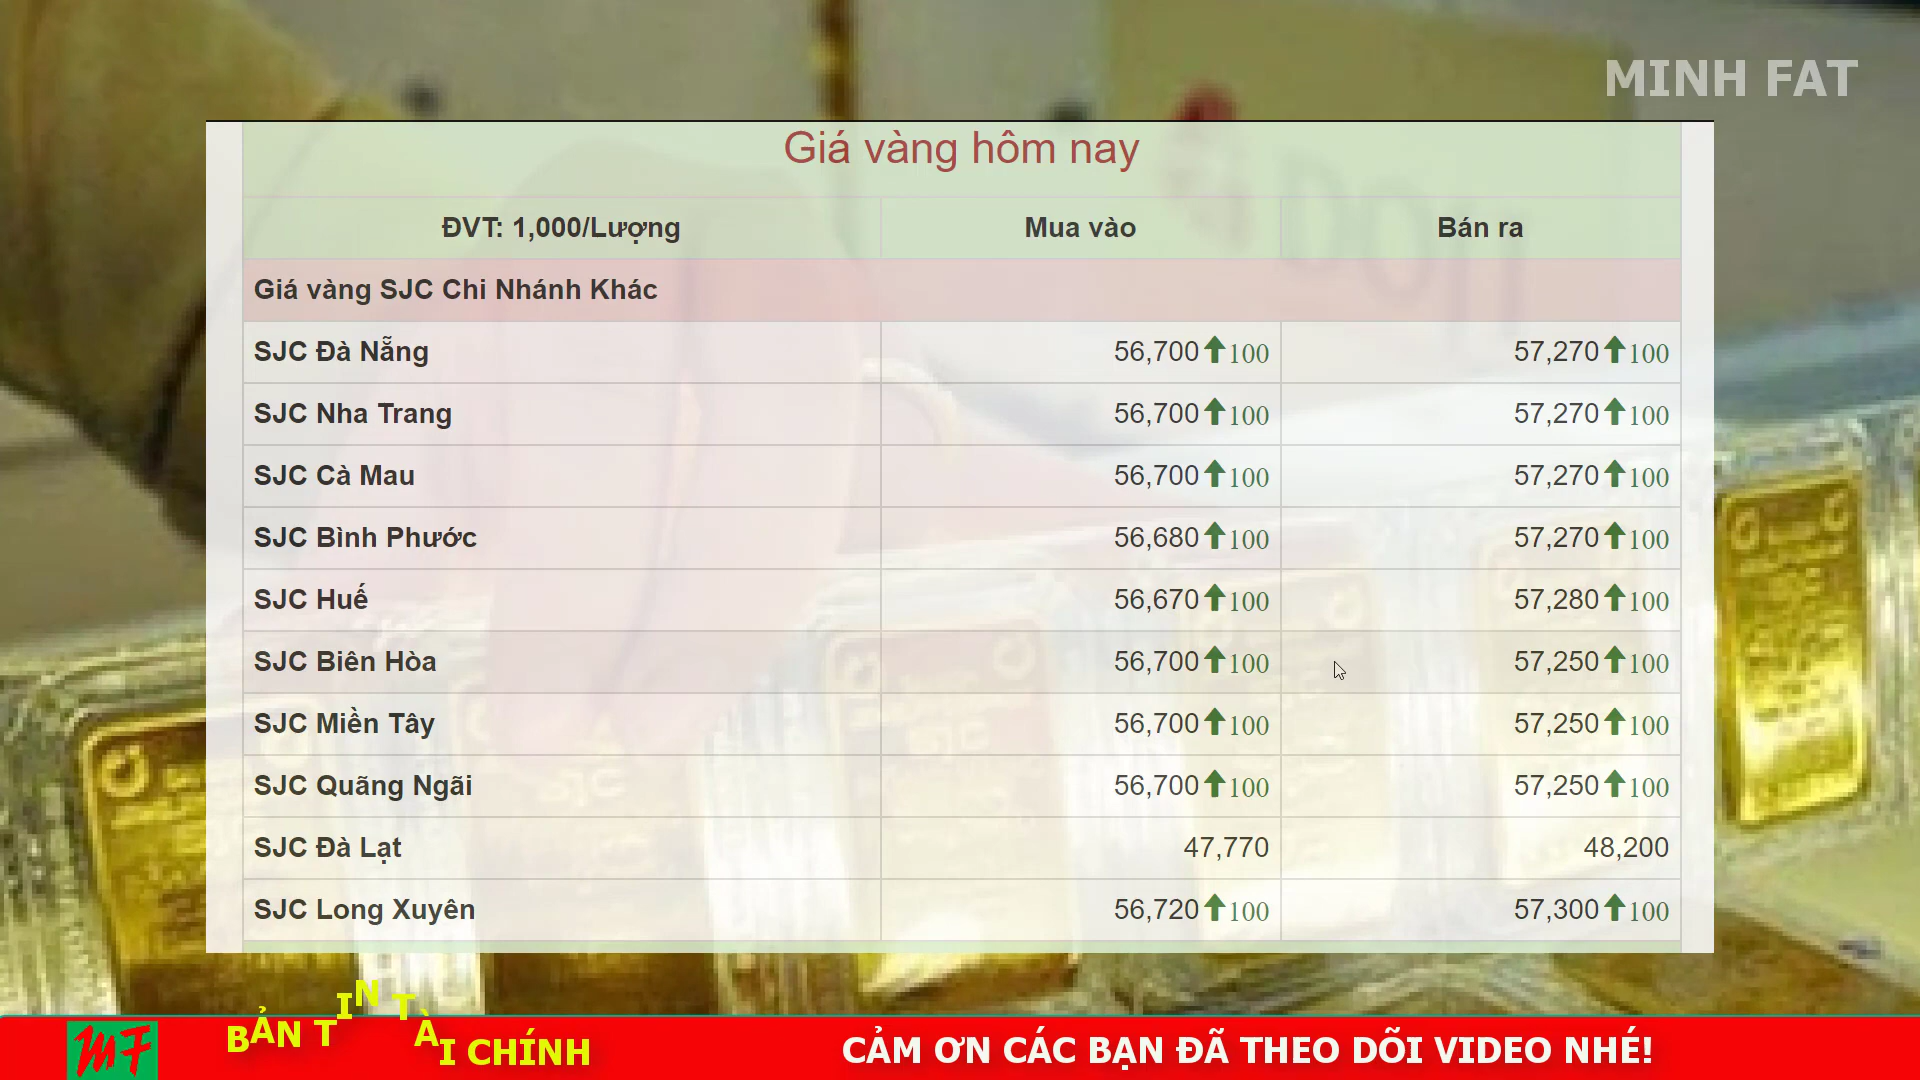 MINH FAT
Giá vàng hôm nay
ĐVT: 1,000/Lượng Mua vào Bán ra
Giá vàng SJC Chi Nhánh Khác
SJC Đà Nẵng 56,700 100 57,270 100
SJC Nha Trang 56,700 100 57,270 100
SJC Cà Mau 56,700 100 57,270 100
SJC Bình Phước 56,680 100 57,270 100
SJC Huế 56,670 100 57,280 100
SJC Biên Hòa 56,700 100 57,250 100
SJC Miền Tây 56,700 100 57,250 100
SJC Quãng Ngãi 56,700 100 57,250 100
SJC Đà Lạt 47,770 48,200
SJC Long Xuyên 56,720 100 57,300 100
MF BẢN TIN TÀI CHÍNH CẢM ƠN CÁC BẠN ĐÃ THEO DÕI VIDEO NHÉ!